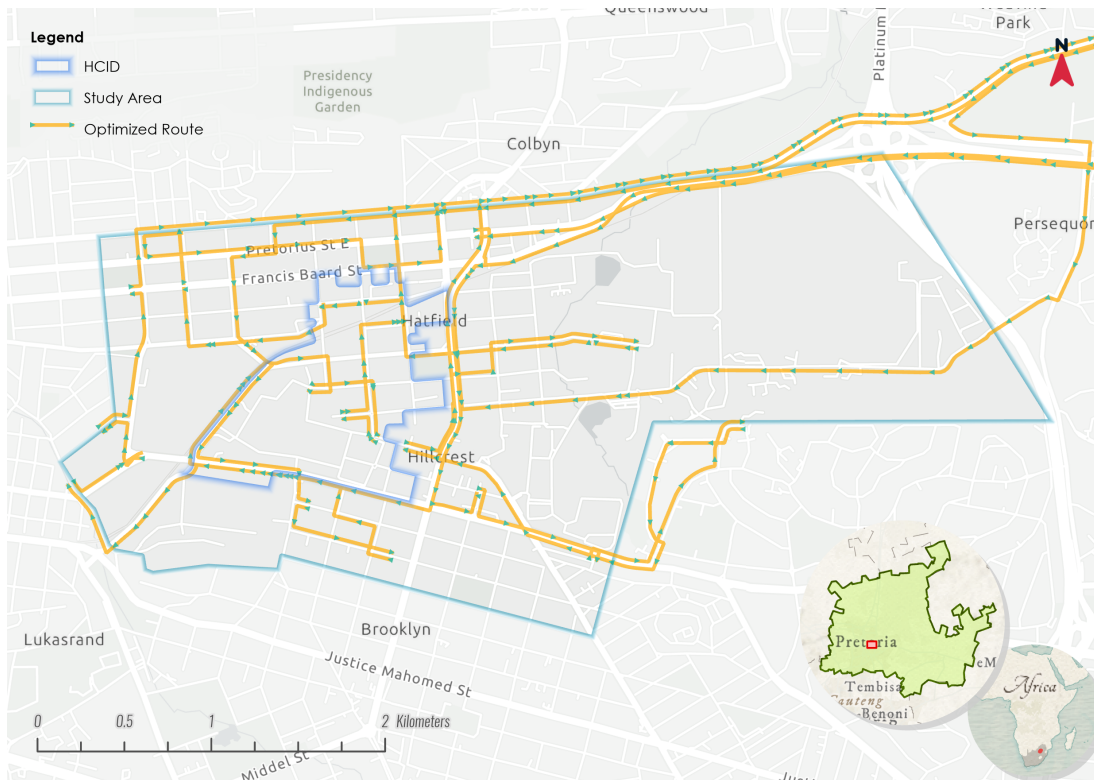 Queenswood
Park
N
Legend
HCID
Study Area
Optimized Route
Presidency
Indigenous
Garden
Platinum
Colbyn
Persequor
Pretorius St E
Francis Baard St
Hatfield
Hillcrest
Lukasrand
Brooklyn
Justice Mahomed St
Middel St
0 0.5 1 2 Kilometers
Pretoria
eM
Tembis
Gauteng
Benoni
Africa